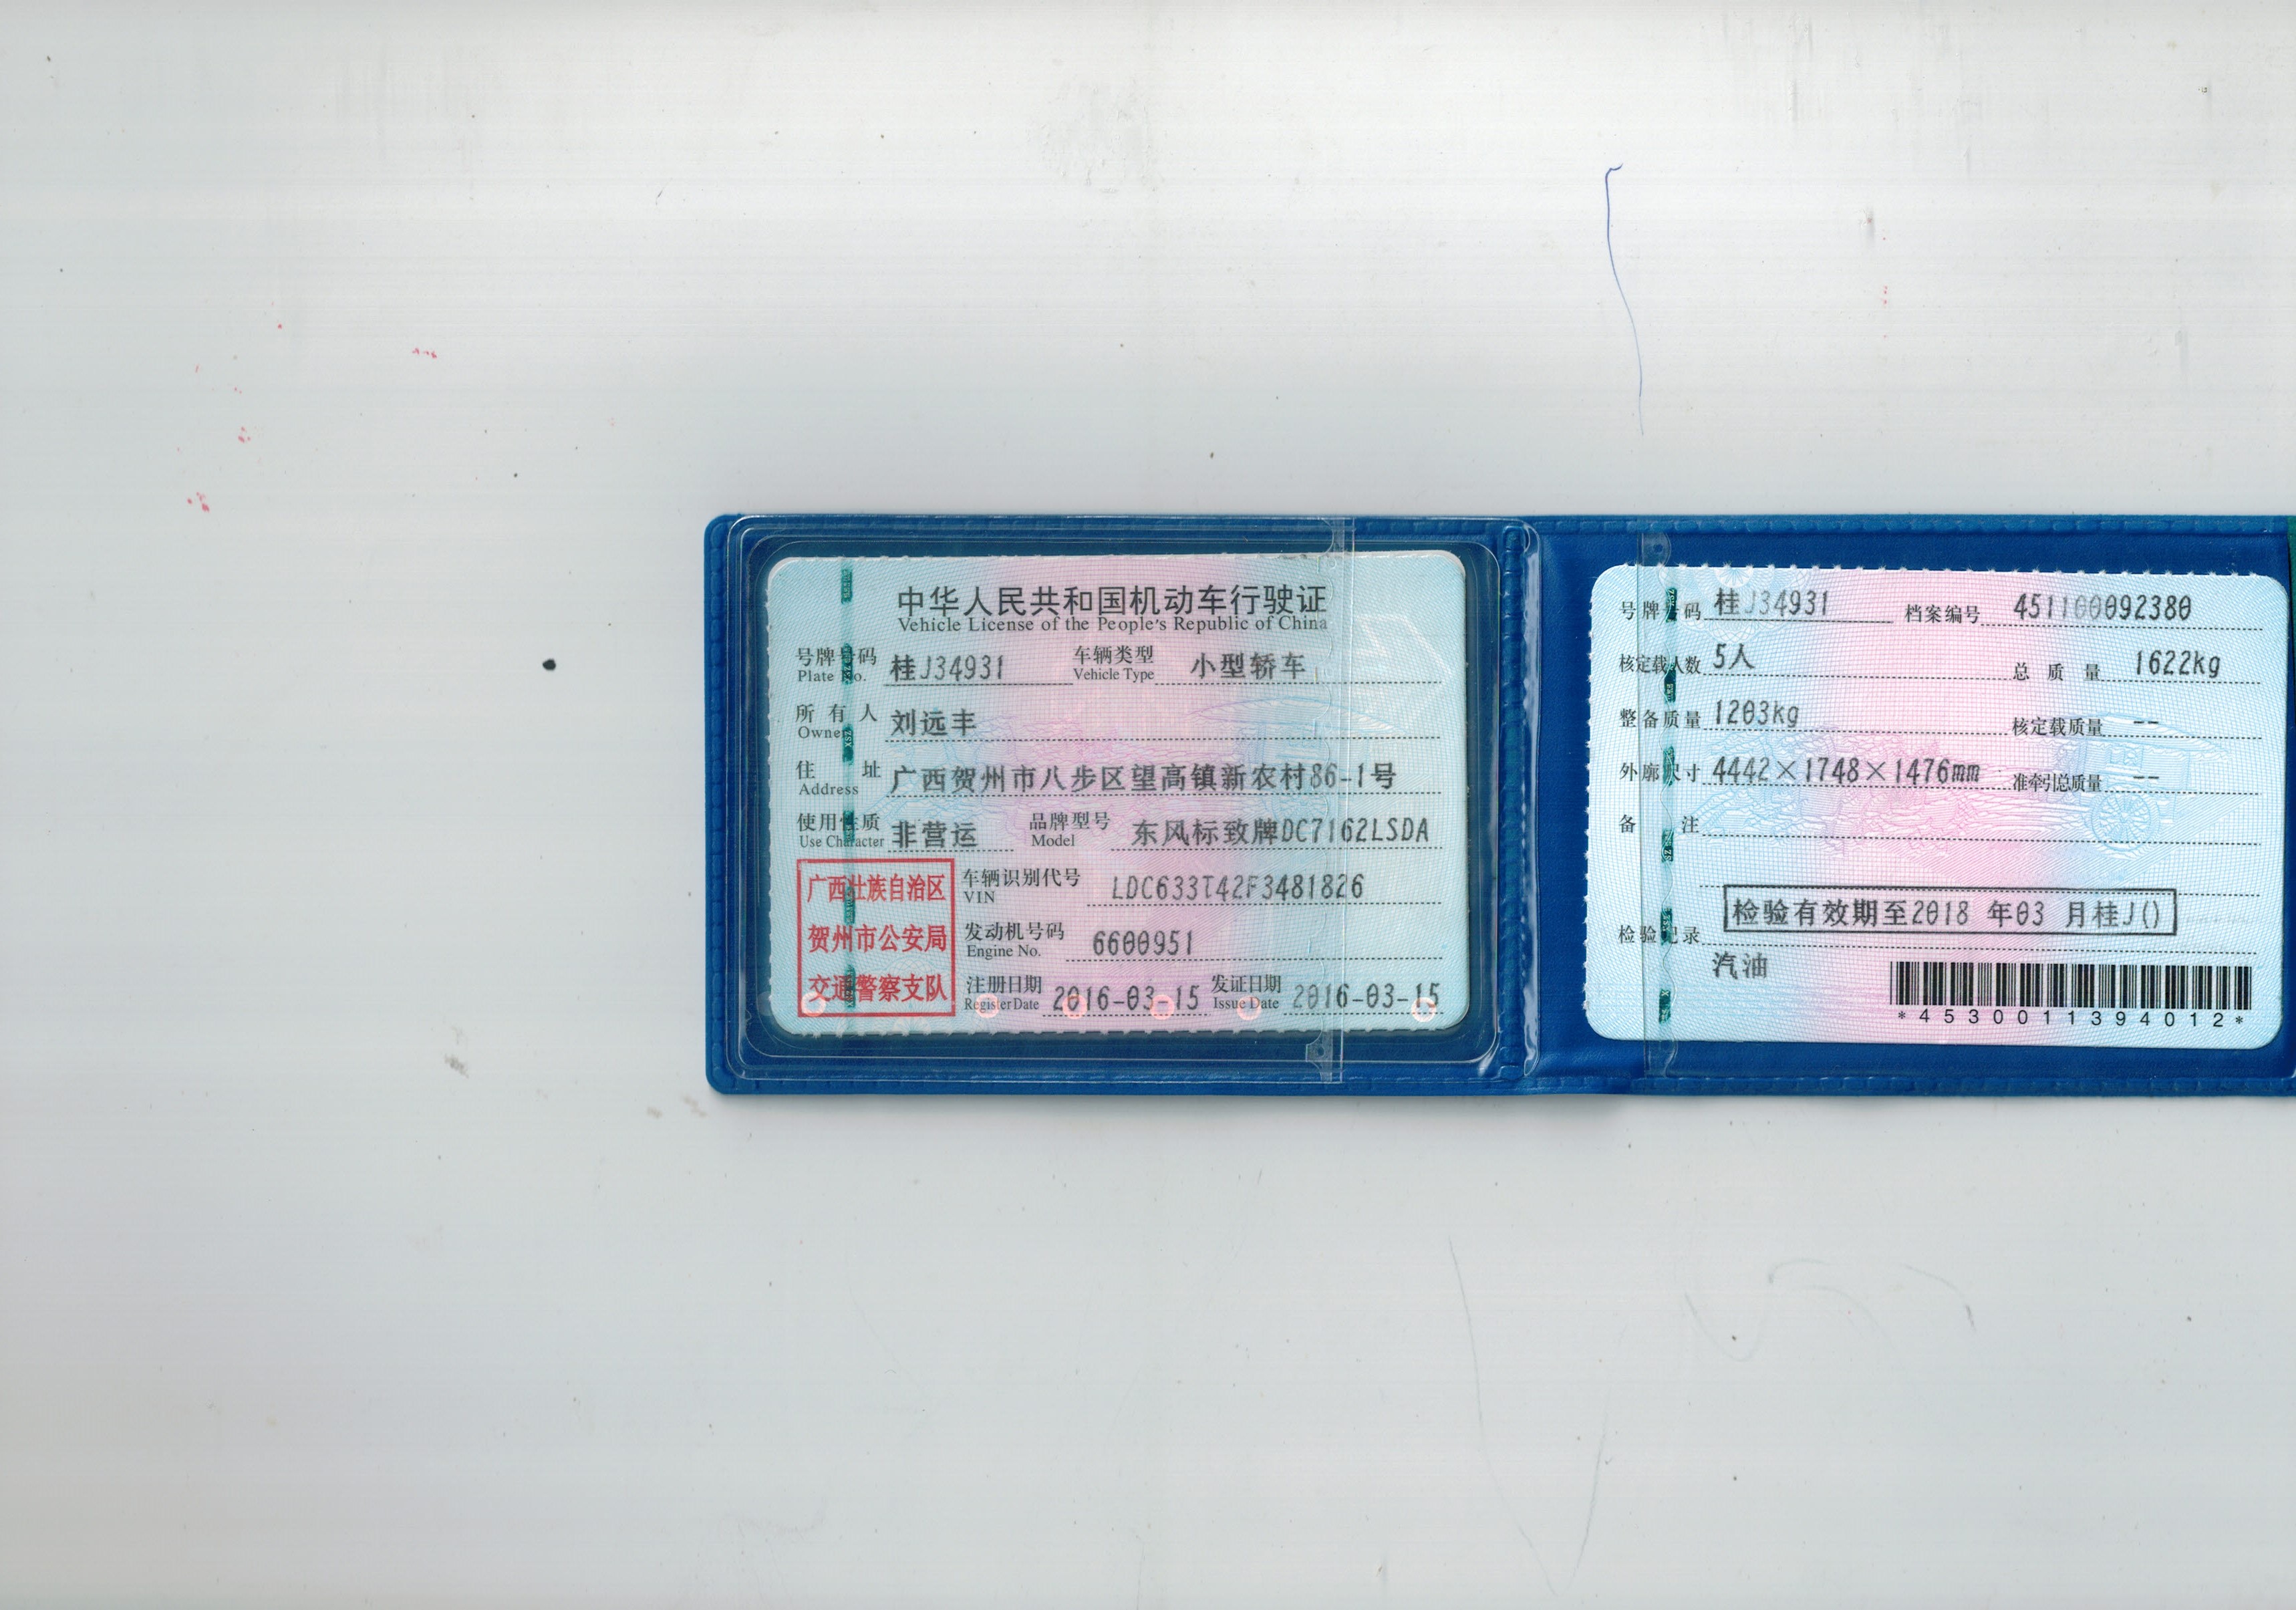 中华人民共和国机动车行驶证
Vehicle License of the People's Republic of China
号牌号码 桂J34931 车辆类型 小型轿车
Plate No. Vehicle Type
所有人 刘远丰
Owner
住址 广西贺州市八步区望高镇新农村86-1号
Address
使用性质 非营运 品牌型号 东风标致牌DC7162LSDA
Use Character Model
广西壮族自治区
贺州市公安局
交通警察支队
车辆识别代号 LDC633T42F3481826
VIN
发动机号码 6600951
Engine No.
注册日期 2016-03-15 发证日期 2016-03-15
Register Date Issue Date
号牌号码 桂J34931 档案编号 451100092380
核定载人数 5人 总质量 1622kg
整备质量 1203kg 核定载质量 --
外廓尺寸 4442×1748×1476mm 准牵引总质量 --
备注
检验有效期至2018 年03 月桂J()
检验记录
汽油
*4530011394012*